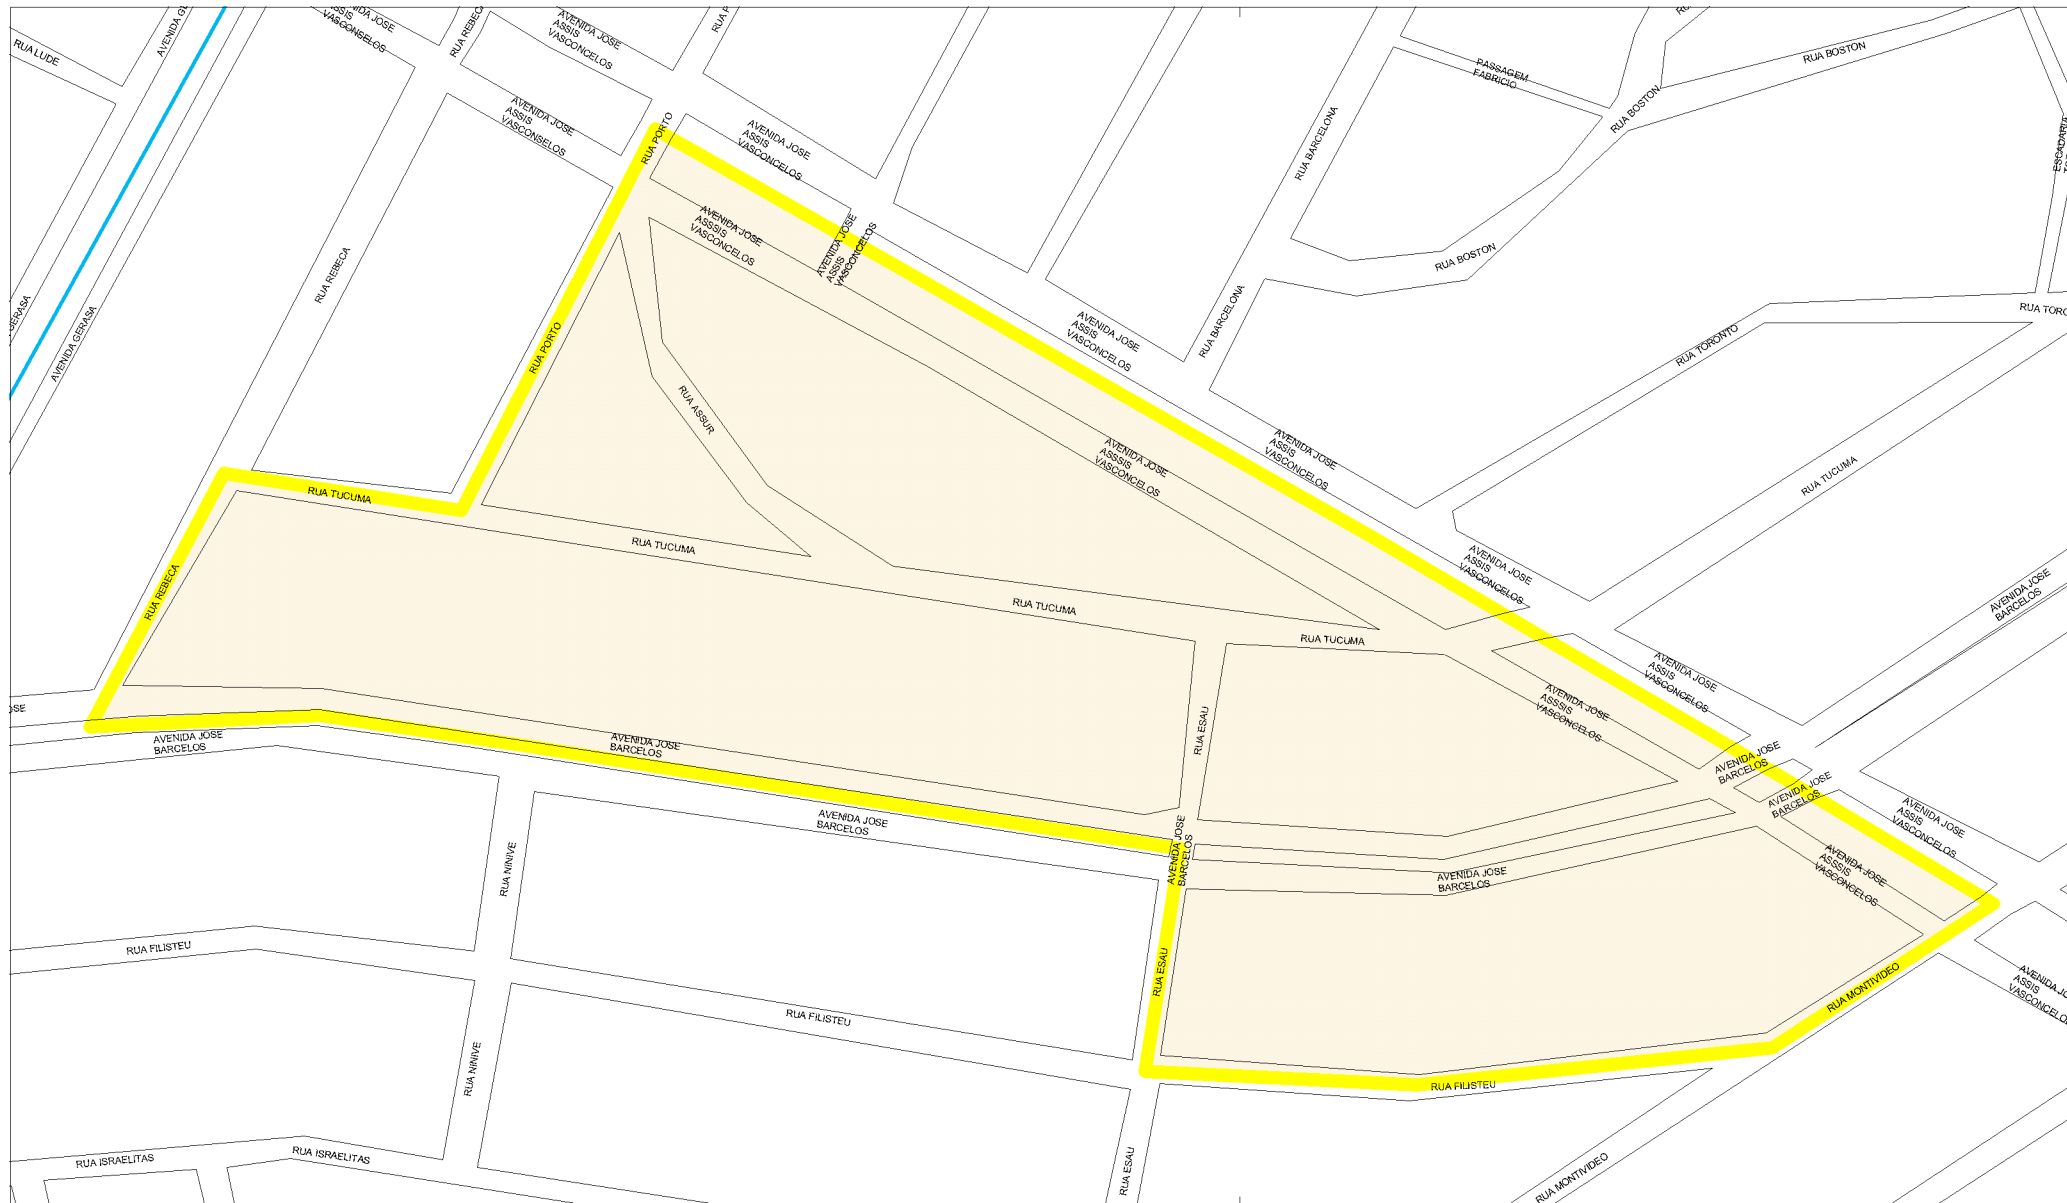 RUA LUDE
VASCONSELOS
AVENIDA JOSE
ASSIS
VASCONCELOS
AVENIDA JOSE
ASSIS
VASCONSELOS
RUA PORTO
AVENIDA JOSE
ASSIS
VASCONCELOS
PASSAGEM
FABRICIO
RUA BOSTON
RUA BOSTON
RUA BARCELONA
RUA BOSTON
AVENIDA JOSE
ASSSIS
VASCONCELOS
AVENIDA JOSE
ASSIS
VASCONCELOS
RUA REBECA
AVENIDA GERASA
RUA PORTO
RUA BARCELONA
AVENIDA JOSE
ASSIS
VASCONCELOS
RUA TORONTO
RUA ASSUR
AVENIDA JOSE
ASSSIS
VASCONCELOS
AVENIDA JOSE
ASSIS
VASCONCELOS
RUA TUCUMA
RUA TUCUMA
RUA TUCUMA
AVENIDA JOSE
ASSIS
VASCONCELOS
RUA REBECA
RUA TUCUMA
RUA TUCUMA
AVENIDA JOSE
BARCELOS
AVENIDA JOSE
ASSIS
VASCONCELOS
AVENIDA JOSE
ASSSIS
VASCONCELOS
RUA ESAU
AVENIDA JOSE
BARCELOS
AVENIDA JOSE
BARCELOS
AVENIDA JOSE
BARCELOS
AVENIDA JOSE
BARCELOS
AVENIDA JOSE
BARCELOS
AVENIDA JOSE
BARCELOS
AVENIDA JOSE
ASSIS
VASCONCELOS
RUA NINIVE
AVENIDA JOSE
BARCELOS
AVENIDA JOSE
ASSSIS
VASCONCELOS
RUA FILISTEU
RUA ESAU
RUA MONTIVIDEO
ASSIS
RUA FILISTEU
RUA NINIVE
RUA FILISTEU
RUA ISRAELITAS
RUA ISRAELITAS
RUA ESAU
RUA MONTIVIDEO